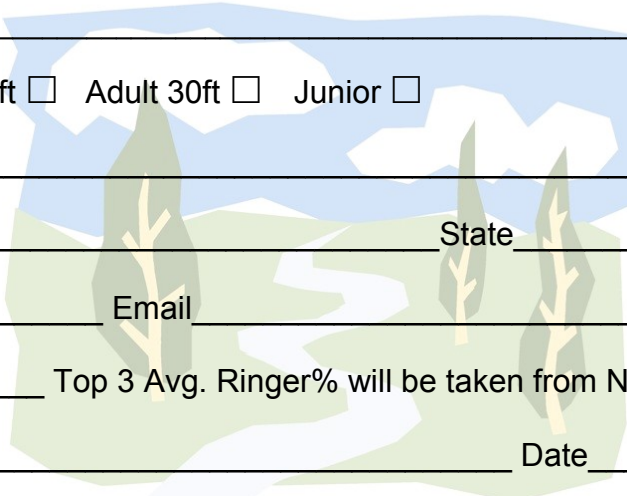 ft ☐ Adult 30ft ☐ Junior ☐
State
Email
Top 3 Avg. Ringer% will be taken from N
Date